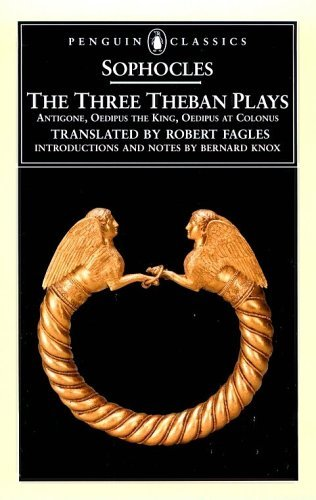 PENGUIN CLASSICS
SOPHOCLES
THE THREE THEBAN PLAYS
ANTIGONE, OEDIPUS THE KING, OEDIPUS AT COLONUS
TRANSLATED BY ROBERT FAGLES
INTRODUCTIONS AND NOTES BY BERNARD KNOX